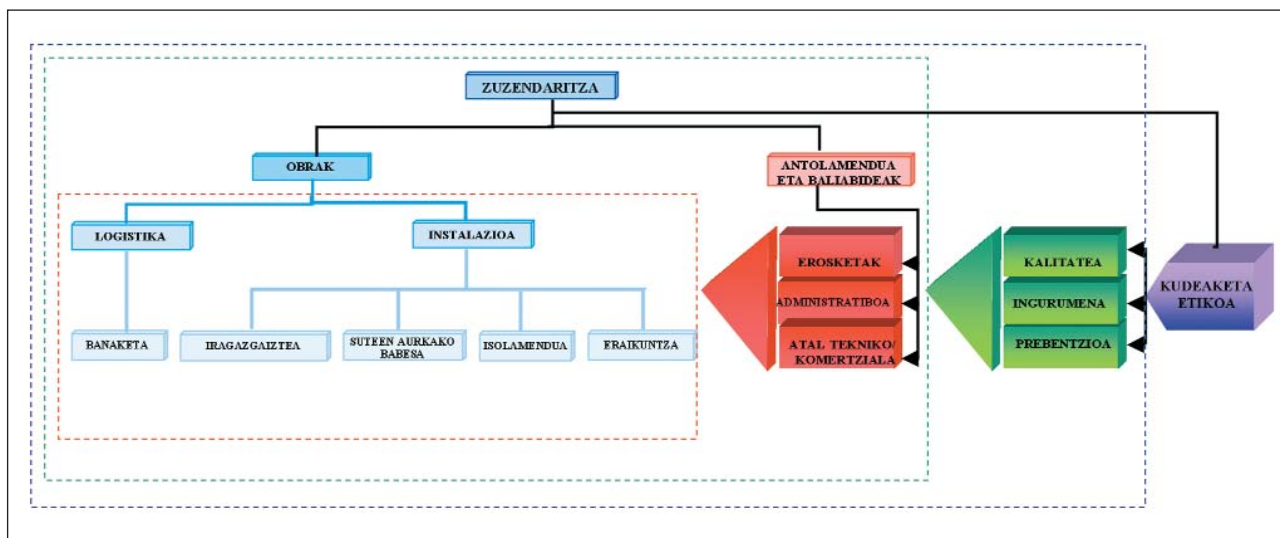 ZUZENDARITZA
OBRAK
ANTOLAMENDUA
ETA BALIABIDEAK
LOGISTIKA
INSTALAZIOA
EROSKETAK
ADMINISTRATIBOA
ATAL TEKNIKO/
KOMERTZIALA
KALITATEA
INGURUMENA
PREBENTZIOA
KUDEAKETA
ETIKOA
BANAKETA
IRAGAZGAIZTEA
SUTEEN AURKAKO
BABESA
ISOLAMENDUA
ERAIKUNTZA